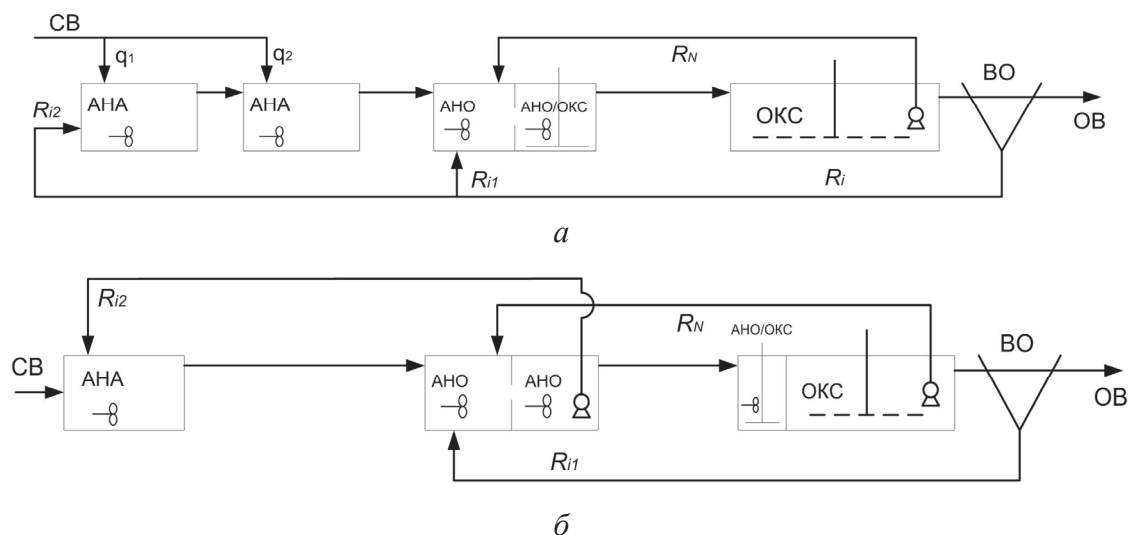 СВ
q1
q2
RN
ВО
Ri2
АНА
АНА
АНО
АНО/ОКС
ОКС
ОВ
Ri1
Ri
а
Ri2
RN
АНО/ОКС
ВО
СВ
АНА
АНО
АНО
ОКС
ОВ
Ri1
б